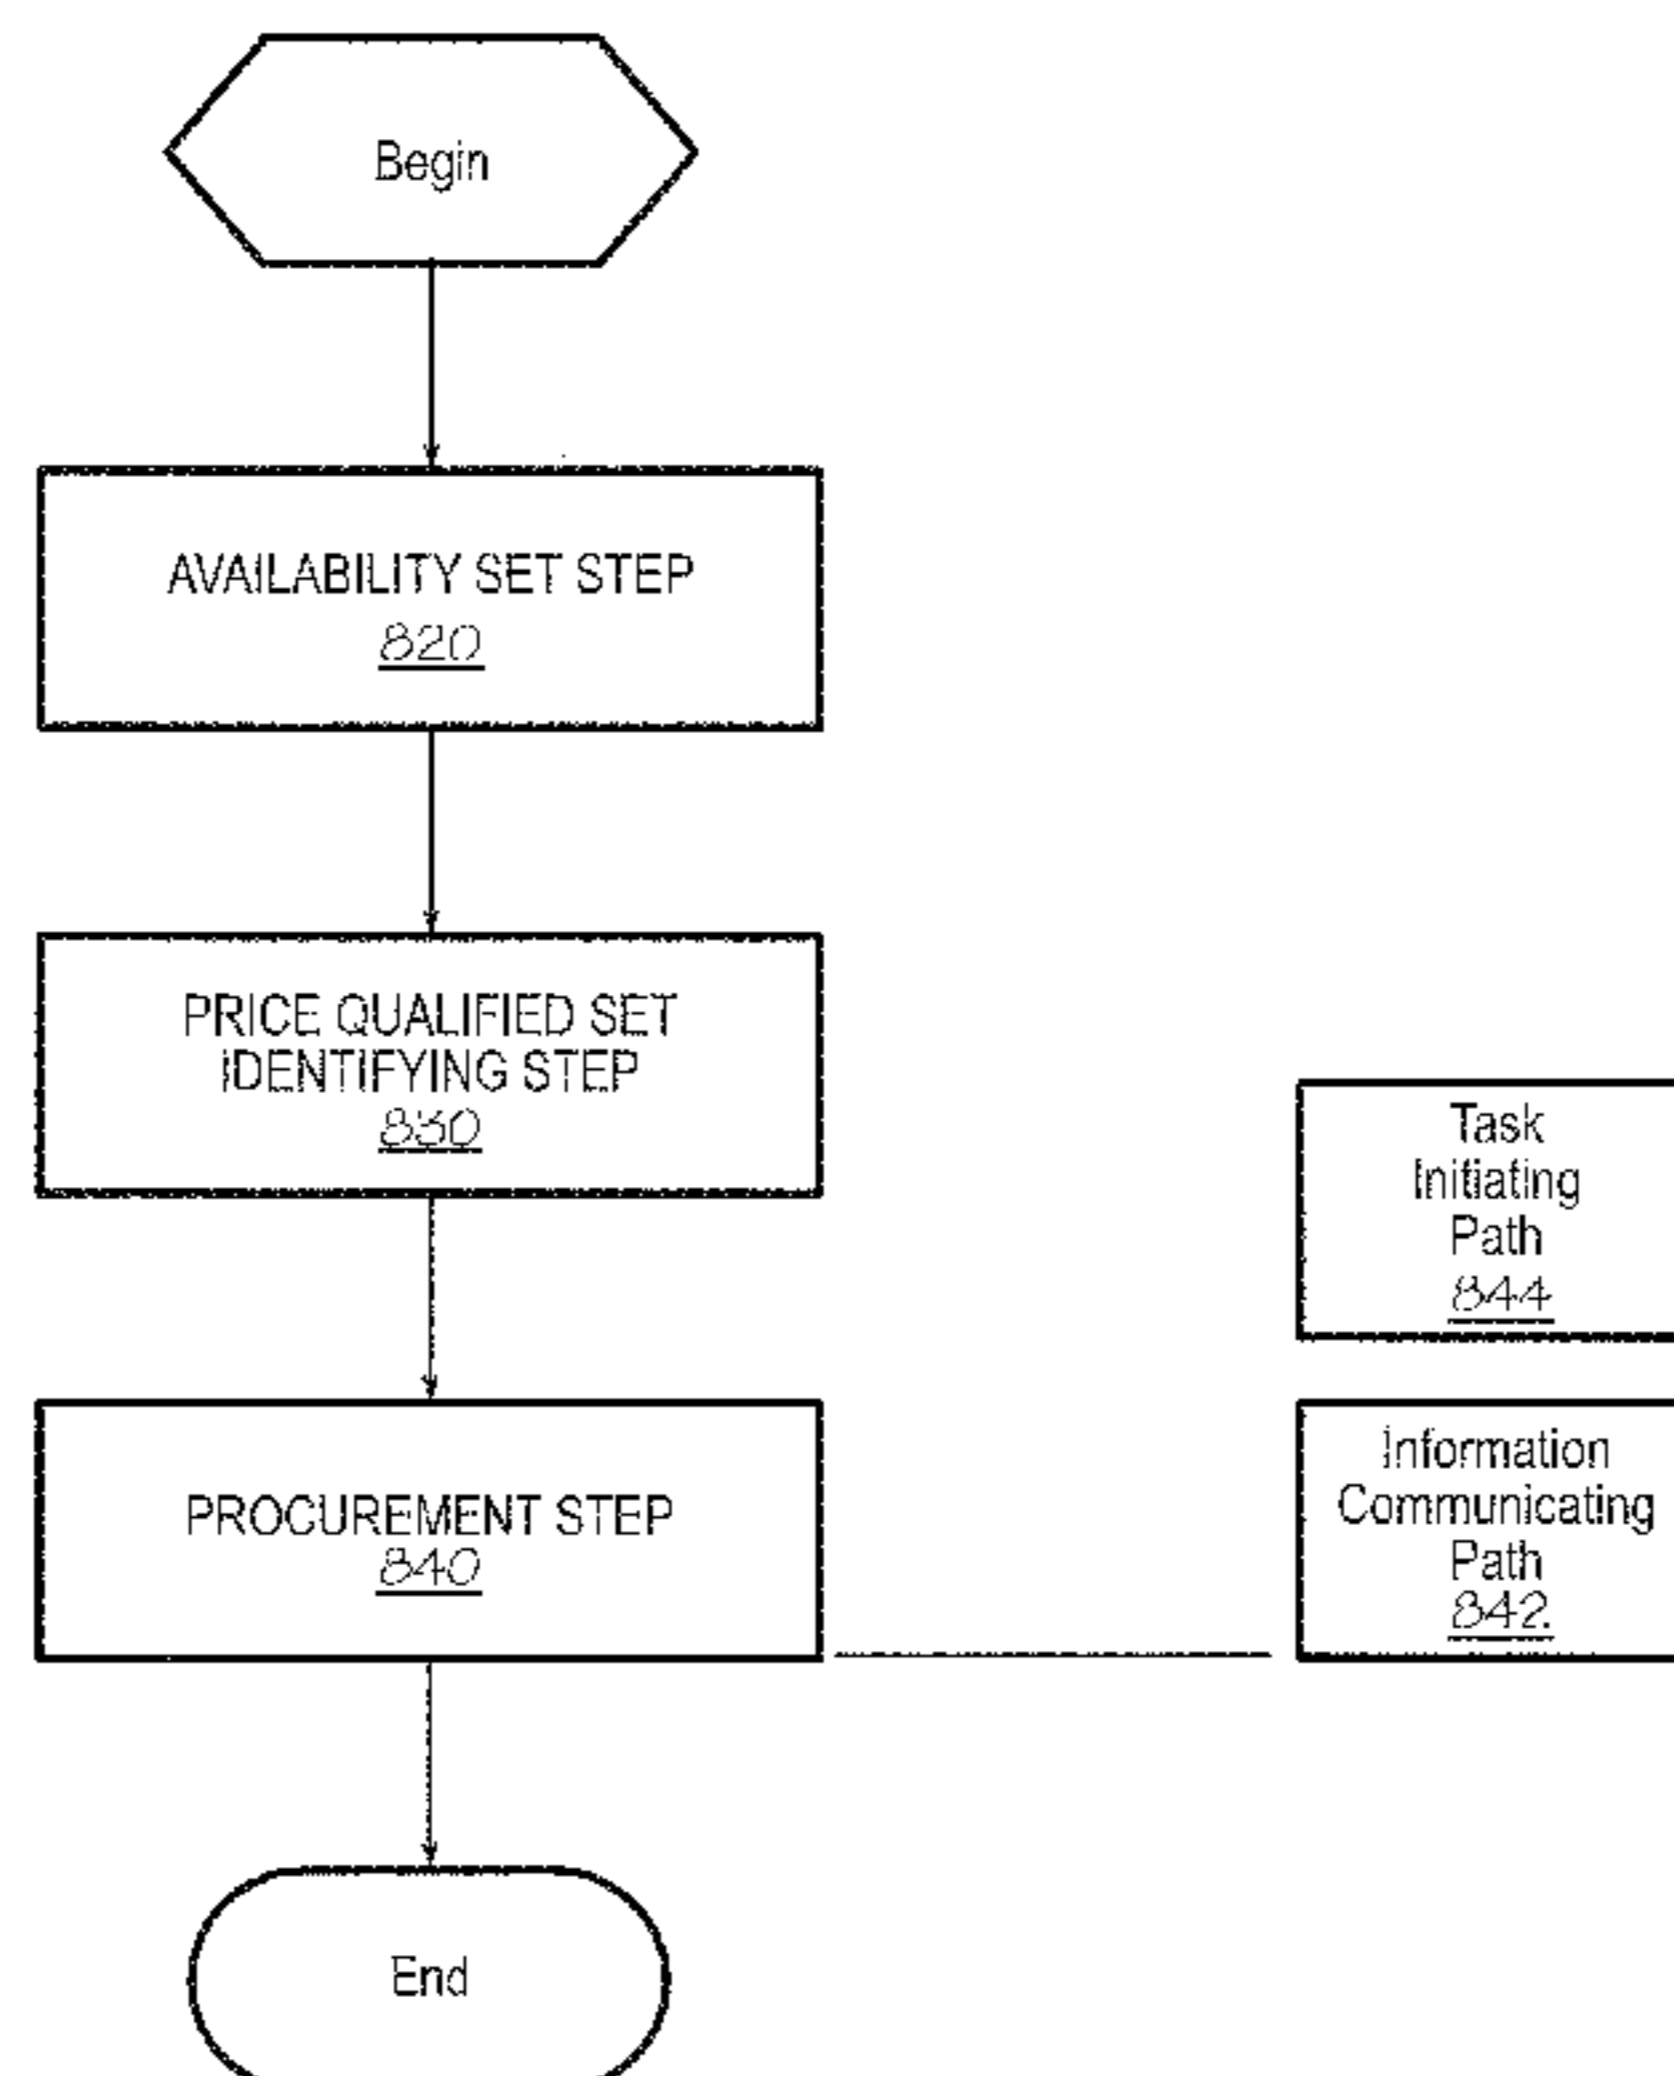 Begin
AVAILABILITY SET STEP
820
PRICE QUALIFIED SET
IDENTIFYING STEP
830
Task
Initiating
Path
844
PROCUREMENT STEP
840
Information
Communicating
Path
842
End